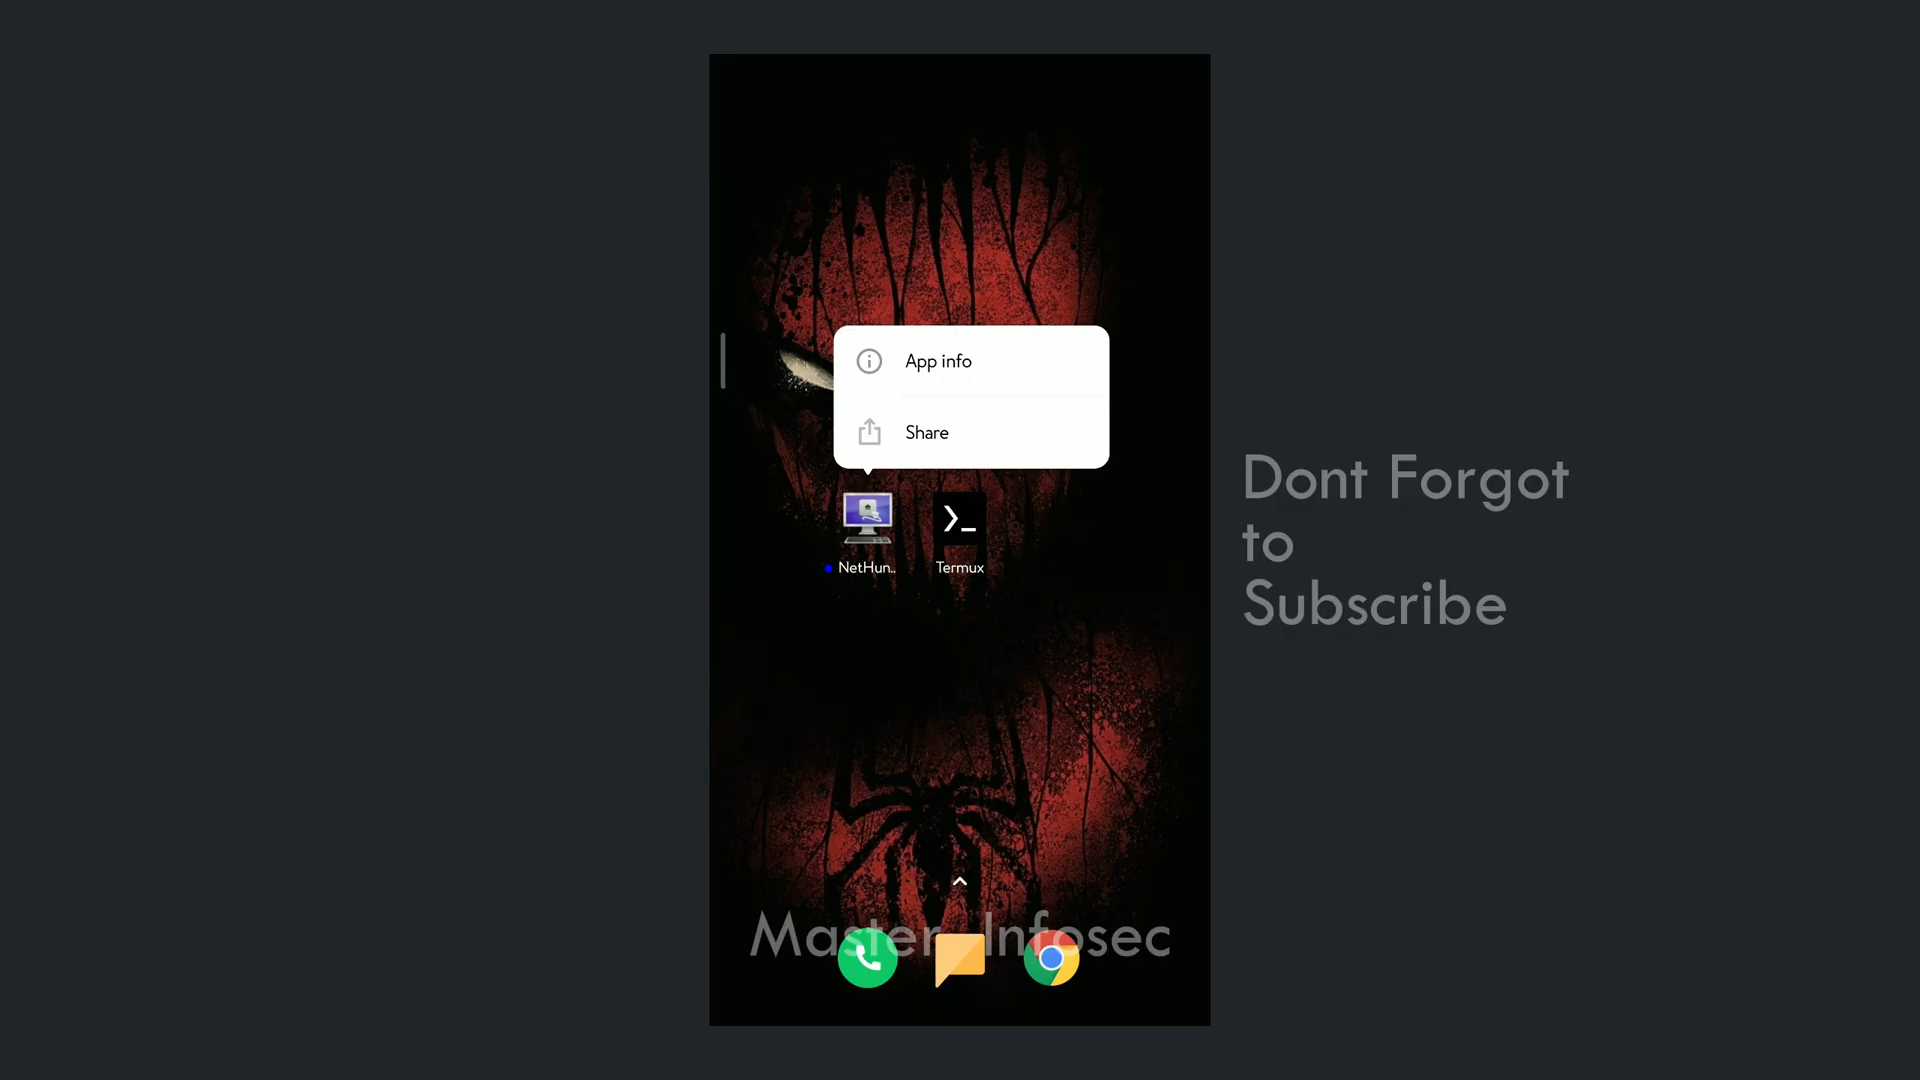 App info
Share
NetHun..
Termux
Dont Forgot
to
Subscribe
Master Infosec